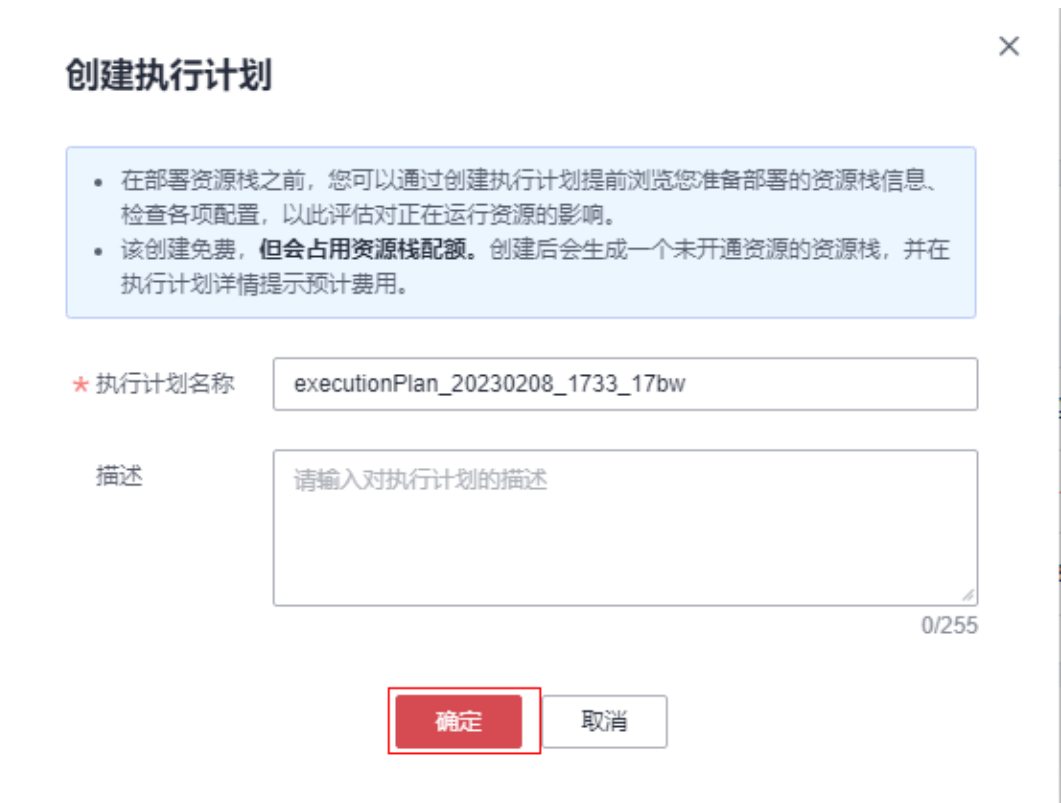 创建执行计划
在部署资源栈之前，您可以通过创建执行计划提前浏览您准备部署的资源栈信息、
检查各项配置，以此评估对正在运行资源的影响。
该创建免费，但会占用资源栈配额。创建后会生成一个未开通资源的资源栈，并在
执行计划详情提示预计费用。
★ 执行计划名称 executionPlan_20230208_1733_17bw
描述 请输入对执行计划的描述
0/255
确定 取消